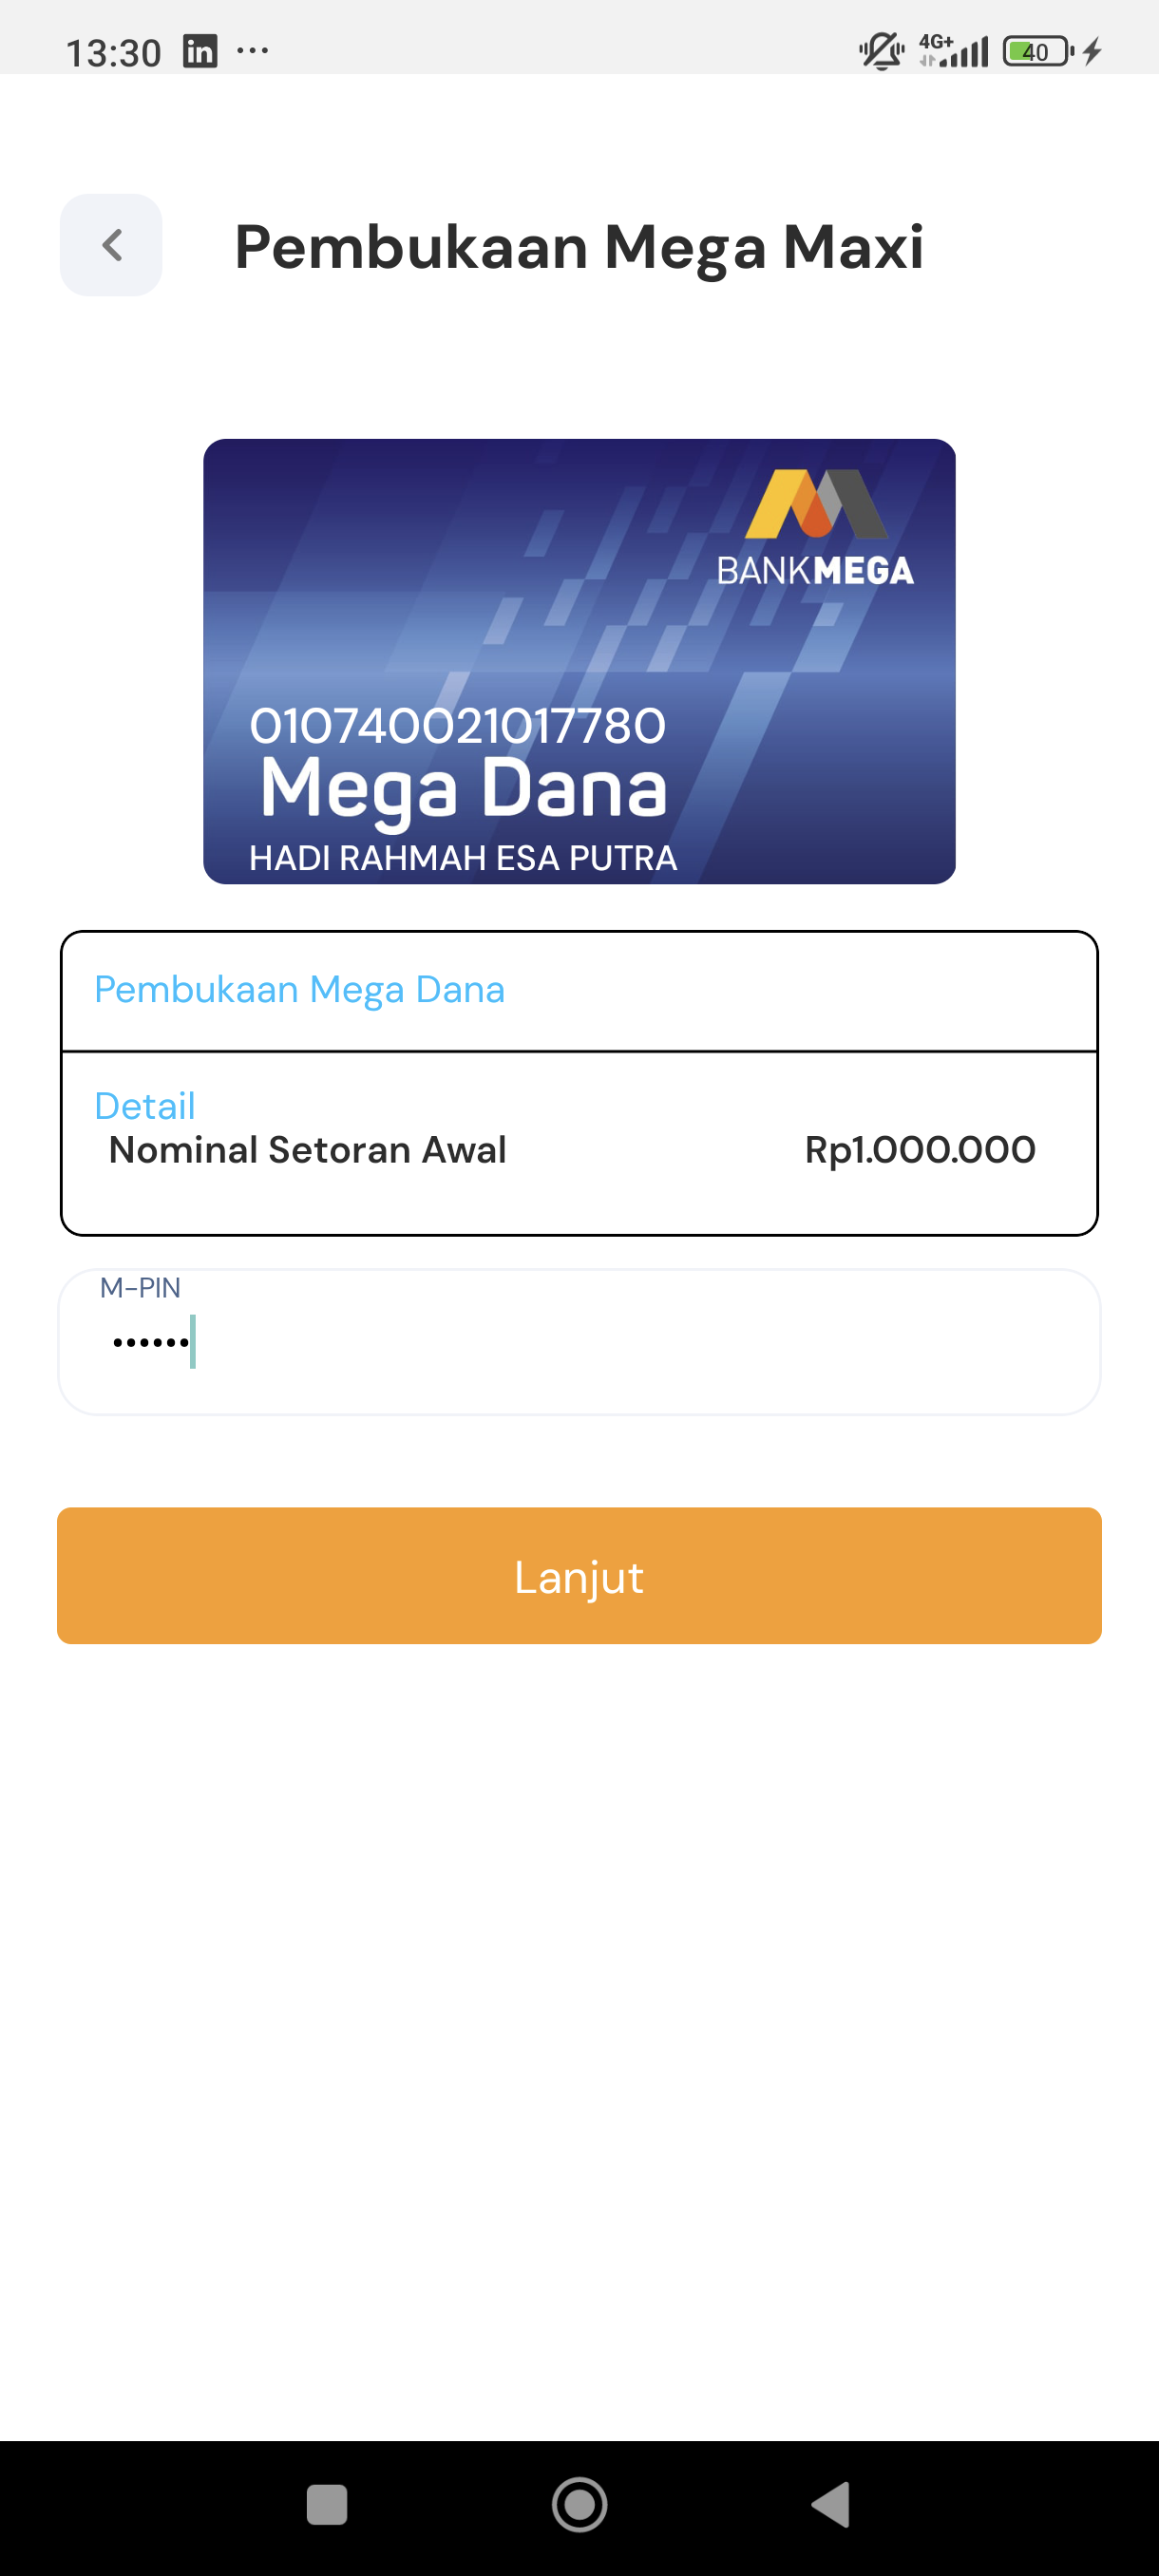 13:30 in ...
4G+ 40
Pembukaan Mega Maxi
BANKMEGA
010740021017780
Mega Dana
HADI RAHMAH ESA PUTRA
Pembukaan Mega Dana
Detail
Nominal Setoran Awal Rp1.000.000
M-PIN
••••••
Lanjut